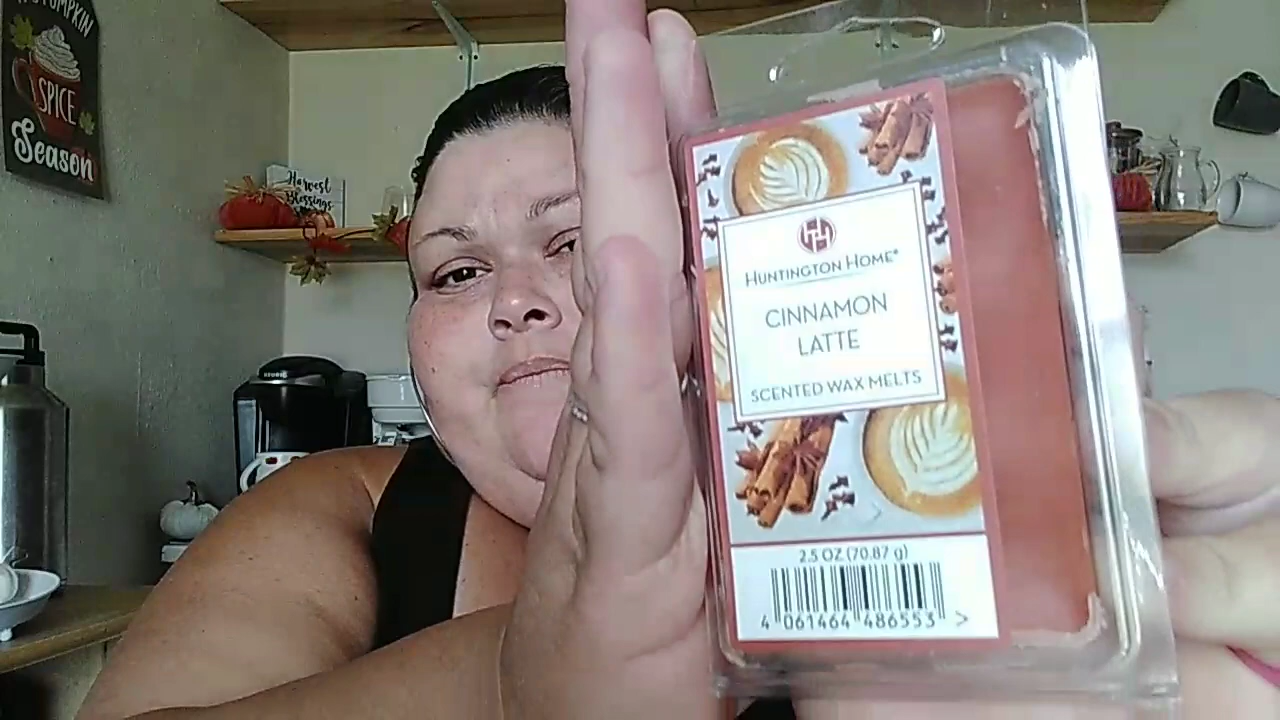 PUMPKIN
SPICE
Season
Harvest
Blessings
HUNTINGTON HOME®
CINNAMON
LATTE
SCENTED WAX MELTS
2.5 OZ (70.87 g)
4 061464 486553 >